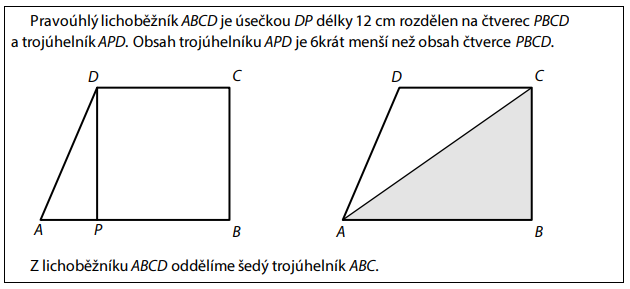 Pravoúhlý lichoběžník ABCD je úsečkou DP délky 12 cm rozdělen na čtverec PBCD
a trojúhelník APD. Obsah trojúhelníku APD je 6krát menší než obsah čtverce PBCD.
D C D C
A P B A B
Z lichoběžníku ABCD oddělíme šedý trojúhelník ABC.